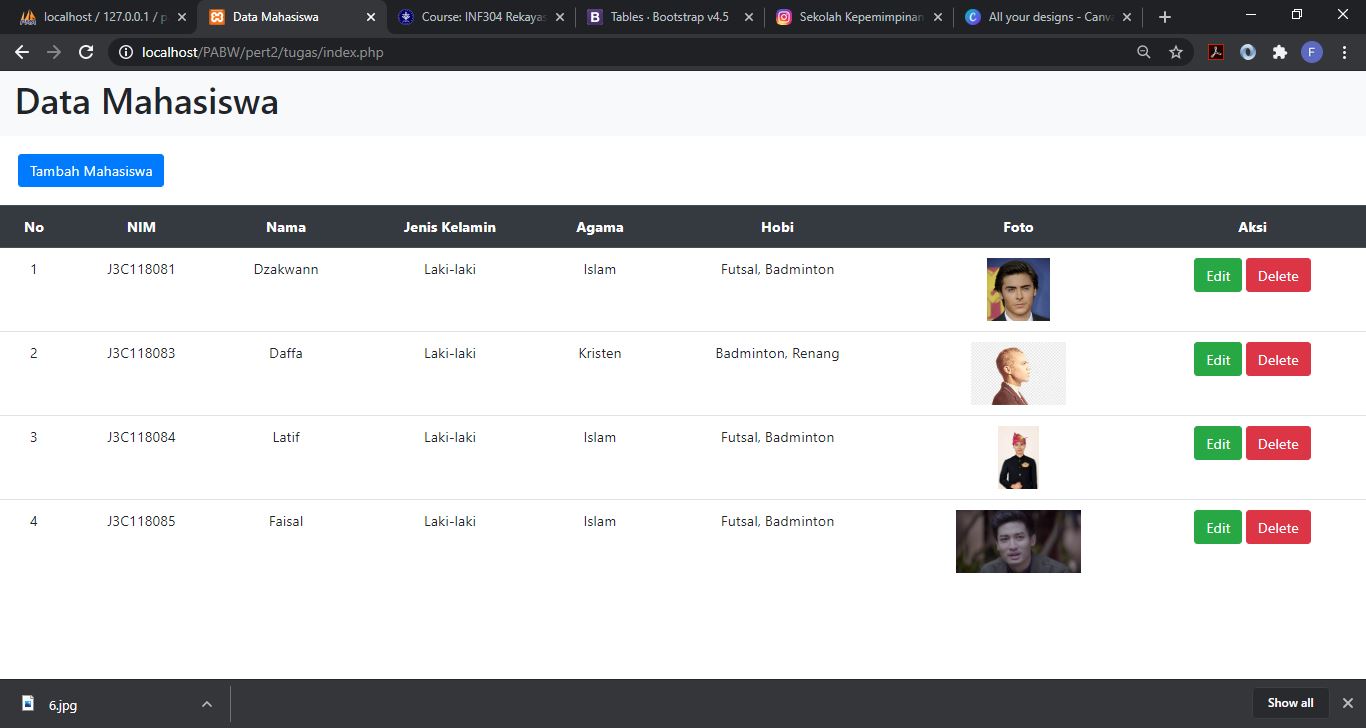 localhost / 127.0.0.1 / p
Data Mahasiswa
Course: INF304 Rekayas
B Tables · Bootstrap v4.5
Sekolah Kepemimpinan
All your designs - Canva
localhost/PABW/pert2/tugas/index.php
F
Data Mahasiswa
Tambah Mahasiswa
No NIM Nama Jenis Kelamin Agama Hobi Foto Aksi
1 J3C118081 Dzakwann Laki-laki Islam Futsal, Badminton Edit Delete
2 J3C118083 Daffa Laki-laki Kristen Badminton, Renang Edit Delete
3 J3C118084 Latif Laki-laki Islam Futsal, Badminton Edit Delete
4 J3C118085 Faisal Laki-laki Islam Futsal, Badminton Edit Delete
6.jpg
Show all